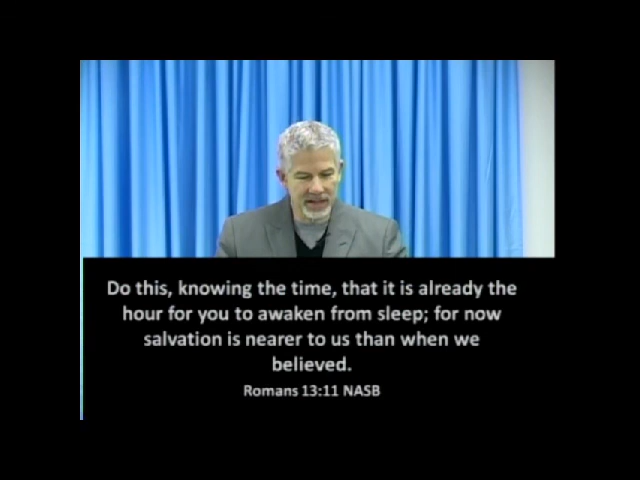 Do this, knowing the time, that it is already the
hour for you to awaken from sleep; for now
salvation is nearer to us than when we
believed.
Romans 13:11 NASB